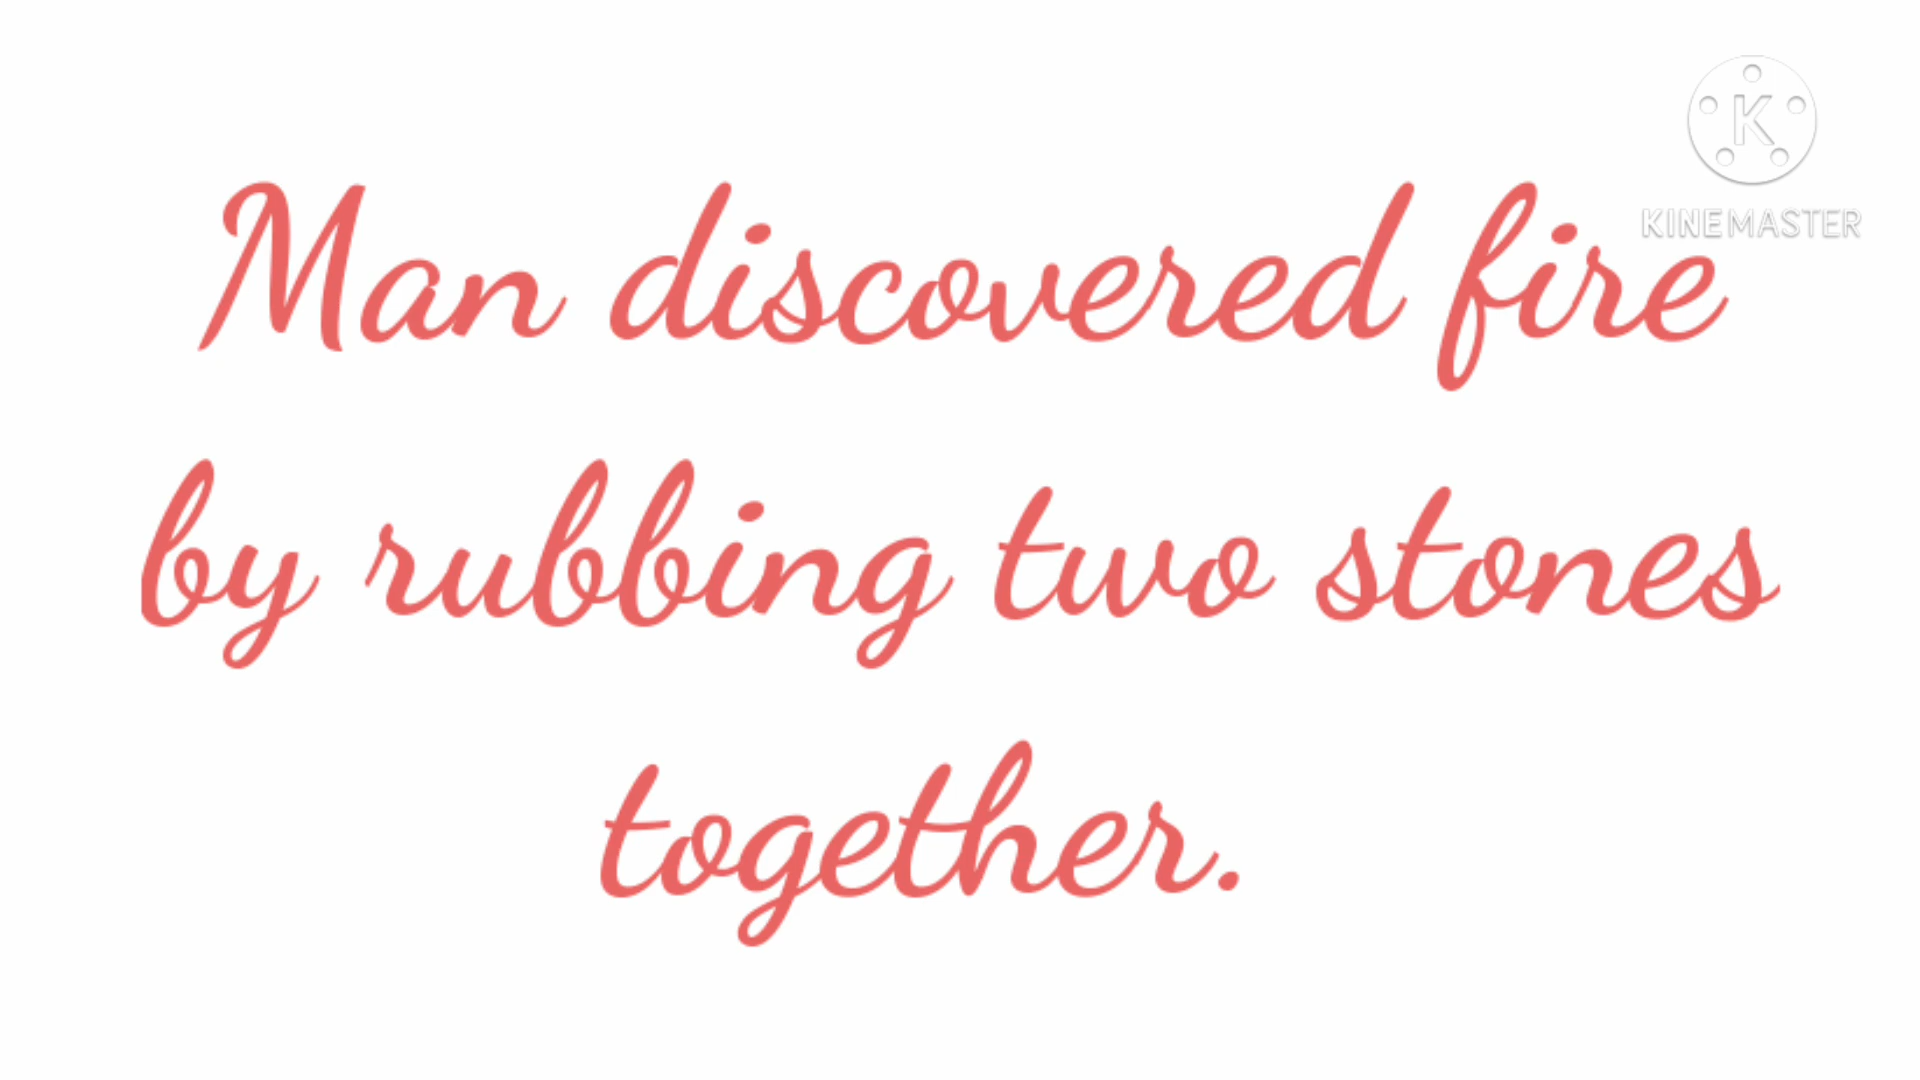 K
KINEMASTER
Man discovered fire
by rubbing two stones
together.